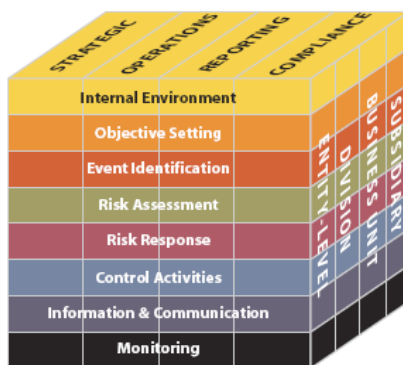 STRATEGIC
OPERATIONS
REPORTING
COMPLIANCE
Internal Environment
Objective Setting
Event Identification
Risk Assessment
Risk Response
Control Activities
Information & Communication
Monitoring
ENTITY-LEVEL
DIVISION
BUSINESS UNIT
SUBSIDIARY